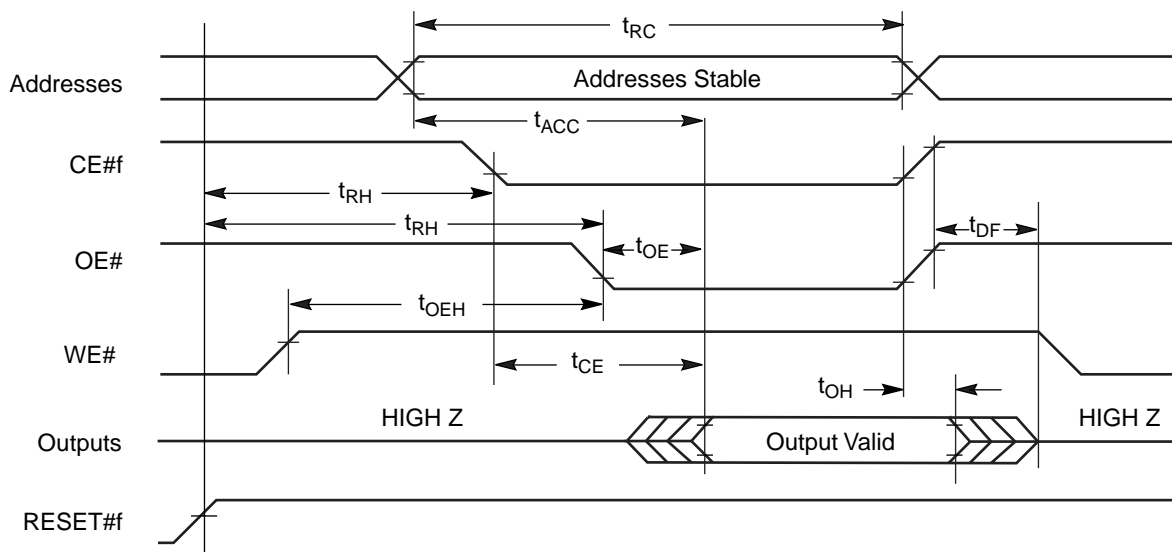 tRC
Addresses
Addresses Stable
tACC
CE#f
tRH
tRH
tDF
OE#
tOE
tOEH
WE#
tCE
tOH
HIGH Z
HIGH Z
Outputs
Output Valid
RESET#f